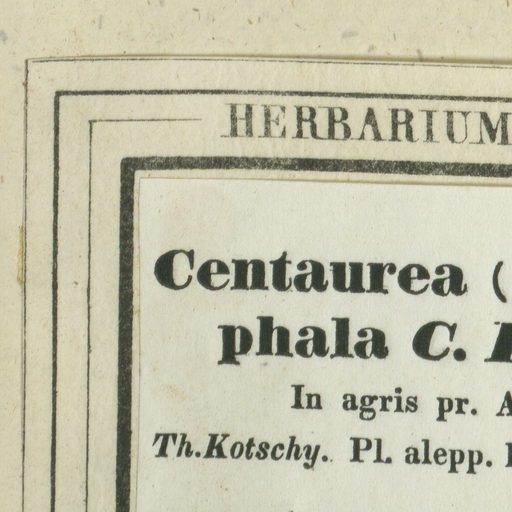 HERBARIUM
Centaurea (
phala C.
In agris pr. A
Th. Kotschy. Pl. alepp.